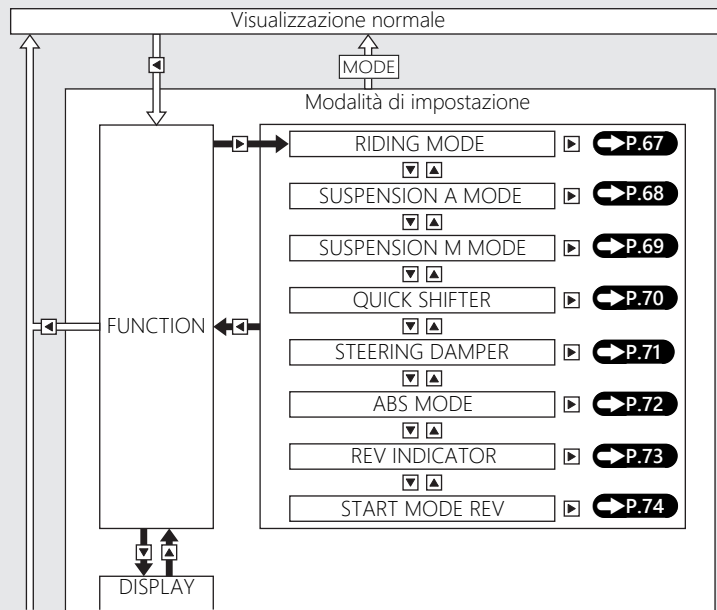 Visualizzazione normale
MODE
Modalità di impostazione
RIDING MODE P.67
SUSPENSION A MODE P.68
SUSPENSION M MODE P.69
QUICK SHIFTER P.70
FUNCTION
STEERING DAMPER P.71
ABS MODE P.72
REV INDICATOR P.73
START MODE REV P.74
DISPLAY